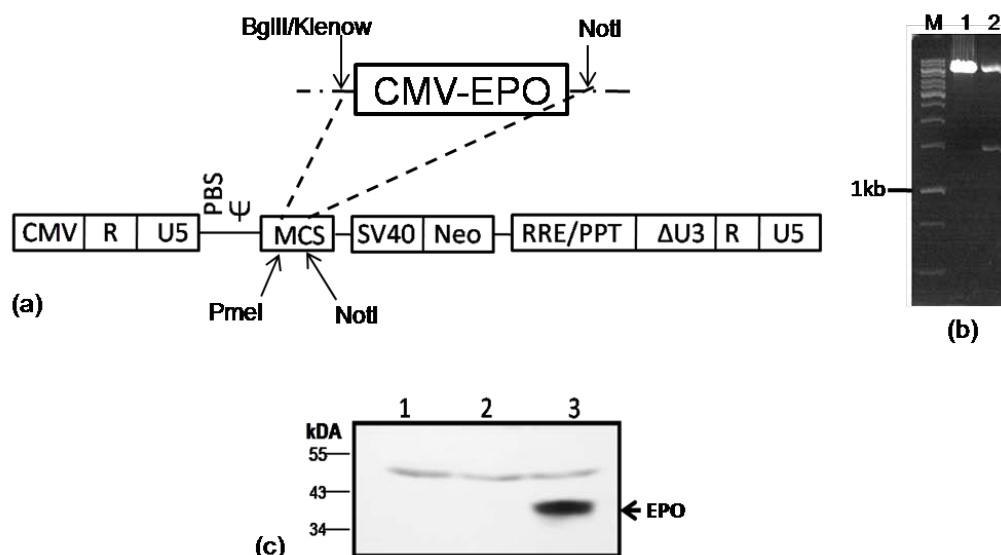 BglII/Klenow
NotI
CMV-EPO
PBS
Ψ
CMV R U5 MCS SV40 Neo RRE/PPT ΔU3 R U5
PmeI NotI
(a)
M 1 2
1kb
(b)
1 2 3
kDA
55
43
34
EPO
(c)